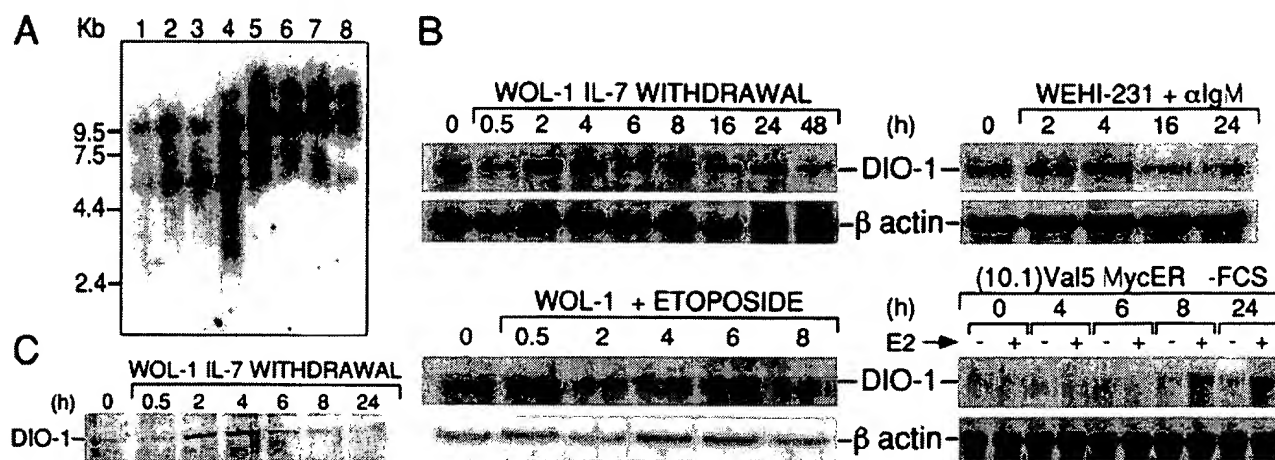 A
Kb 1 2 3 4 5 6 7 8
9.5
7.5
4.4
2.4
B
WOL-1 IL-7 WITHDRAWAL
0 0.5 2 4 6 8 16 24 48 (h)
DIO-1
β actin
WEHI-231 + αIgM
0 2 4 16 24
WOL-1 + ETOPOSIDE
0 0.5 2 4 6 8
DIO-1
β actin
(10.1)Val5 MycER -FCS
(h) 0 4 6 8 24
E2 - + - + - + - + - +
C
WOL-1 IL-7 WITHDRAWAL
(h) 0 0.5 2 4 6 8 24
DIO-1